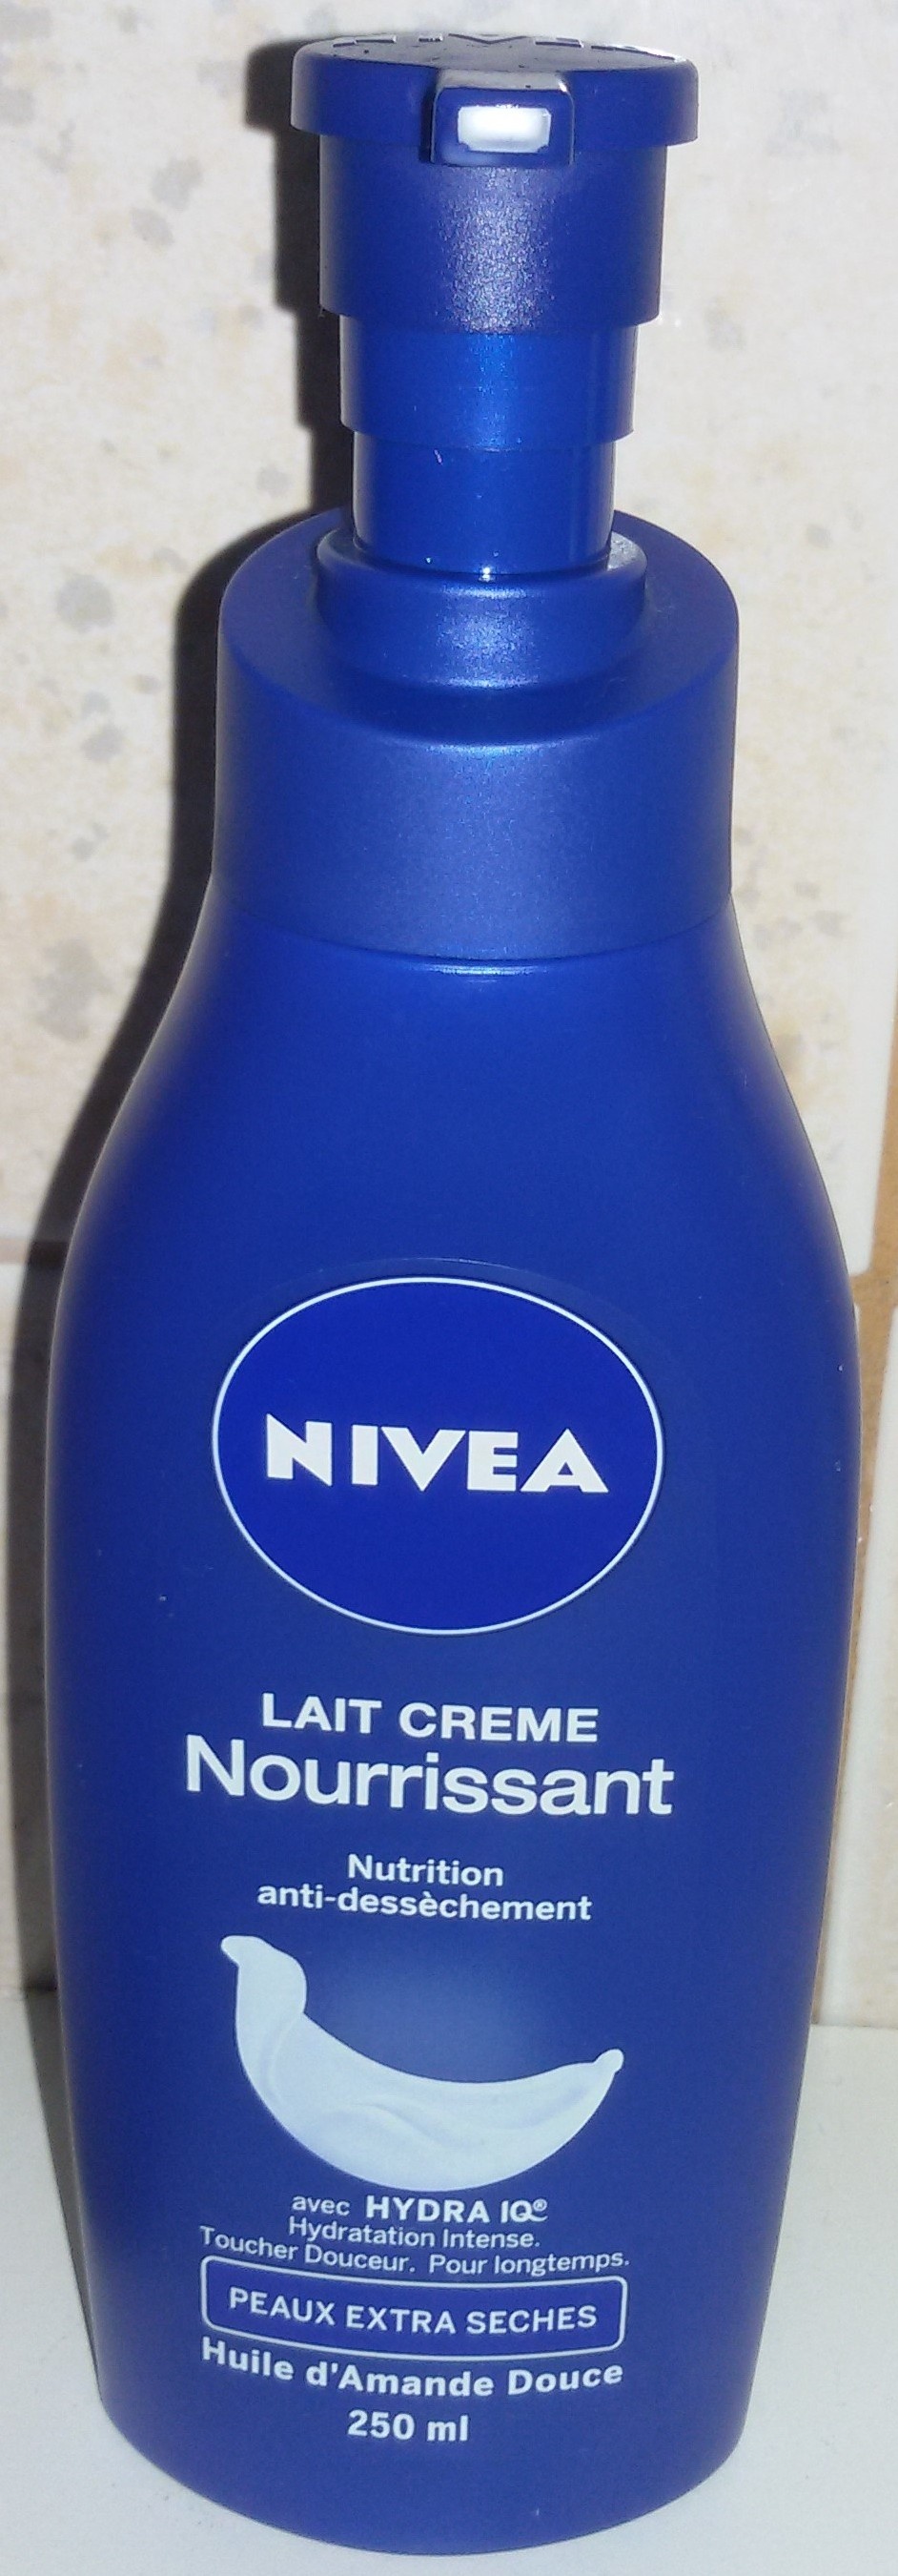 NIVEA
NIVEA
LAIT CREME
Nourrissant
Nutrition
anti-dessèchement
avec HYDRA IQ®
Hydratation Intense.
Toucher Douceur. Pour longtemps.
PEAUX EXTRA SECHES
Huile d'Amande Douce
250 ml